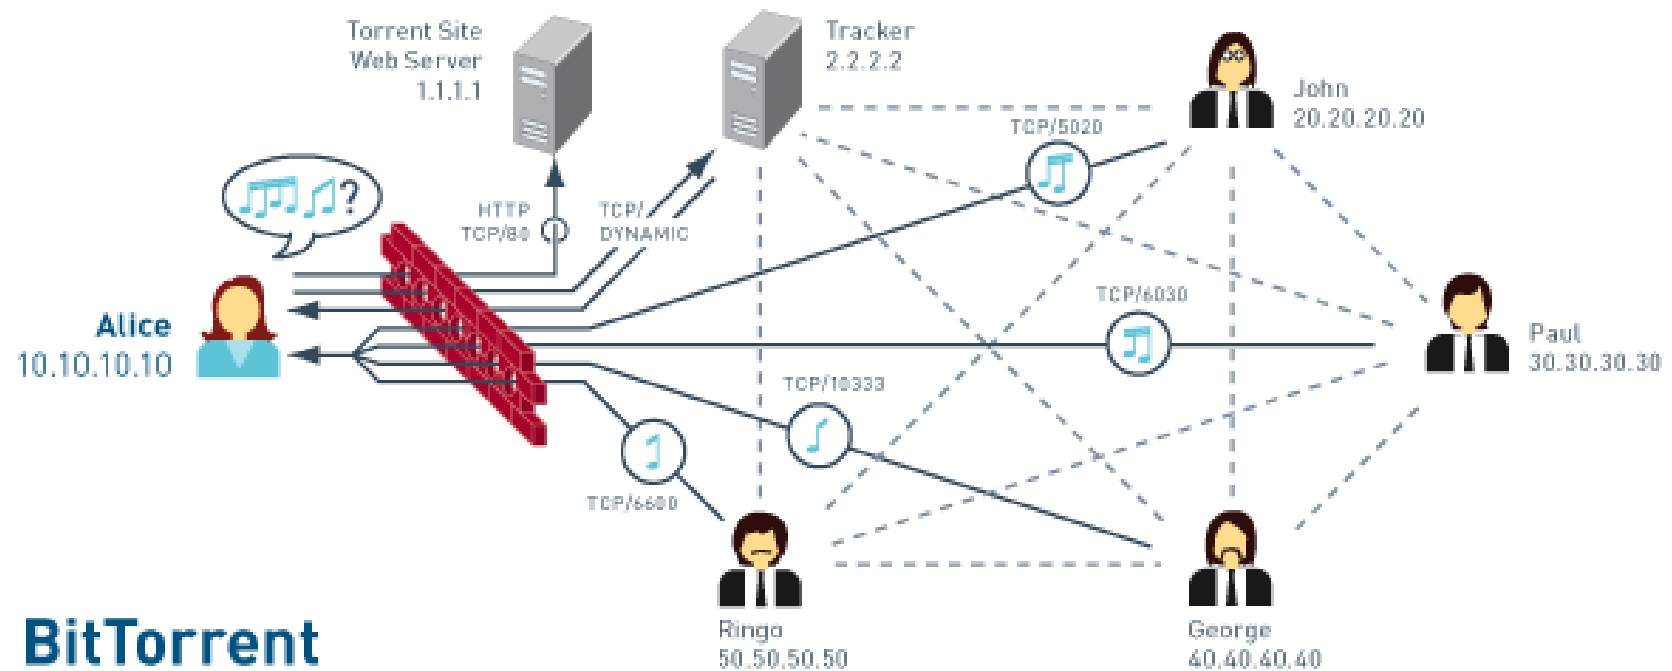 Torrent Site
Web Server
1.1.1.1
Tracker
2.2.2.2
John
20.20.20.20
TCP/5020
?
HTTP
TCP/80
TCP/
DYNAMIC
Alice
10.10.10.10
TCP/6030
Paul
30.30.30.30
TCP/10333
TCP/6600
Ringo
50.50.50.50
George
40.40.40.40
BitTorrent